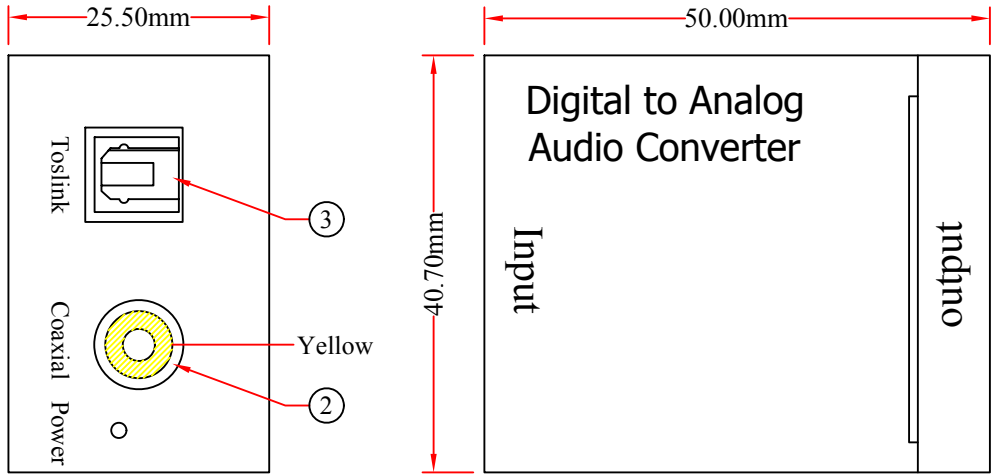 25.50mm
50.00mm
Toslink
3
Coaxial
Yellow
2
Power
40.70mm
Digital to Analog
Audio Converter
Input
output